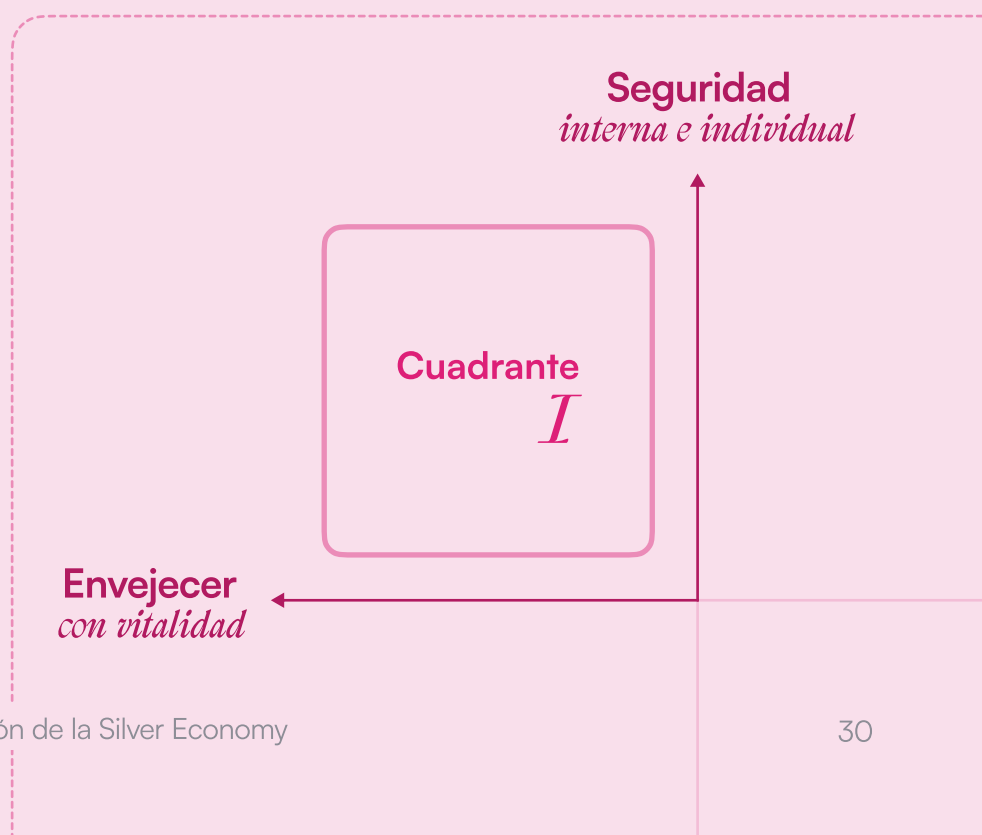 Seguridad
interna e individual
Cuadrante
I
Envejecer
con vitalidad
ón de la Silver Economy
30